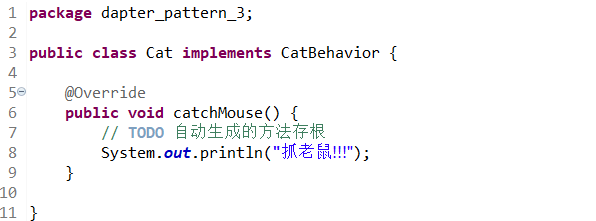 1 package dapter_pattern_3;
2
3 public class Cat implements CatBehavior {
4
5 @Override
6 public void catchMouse() {
7 // TODO 自动生成的方法存根
8 System.out.println("抓老鼠!!!");
9 }
10
11 }